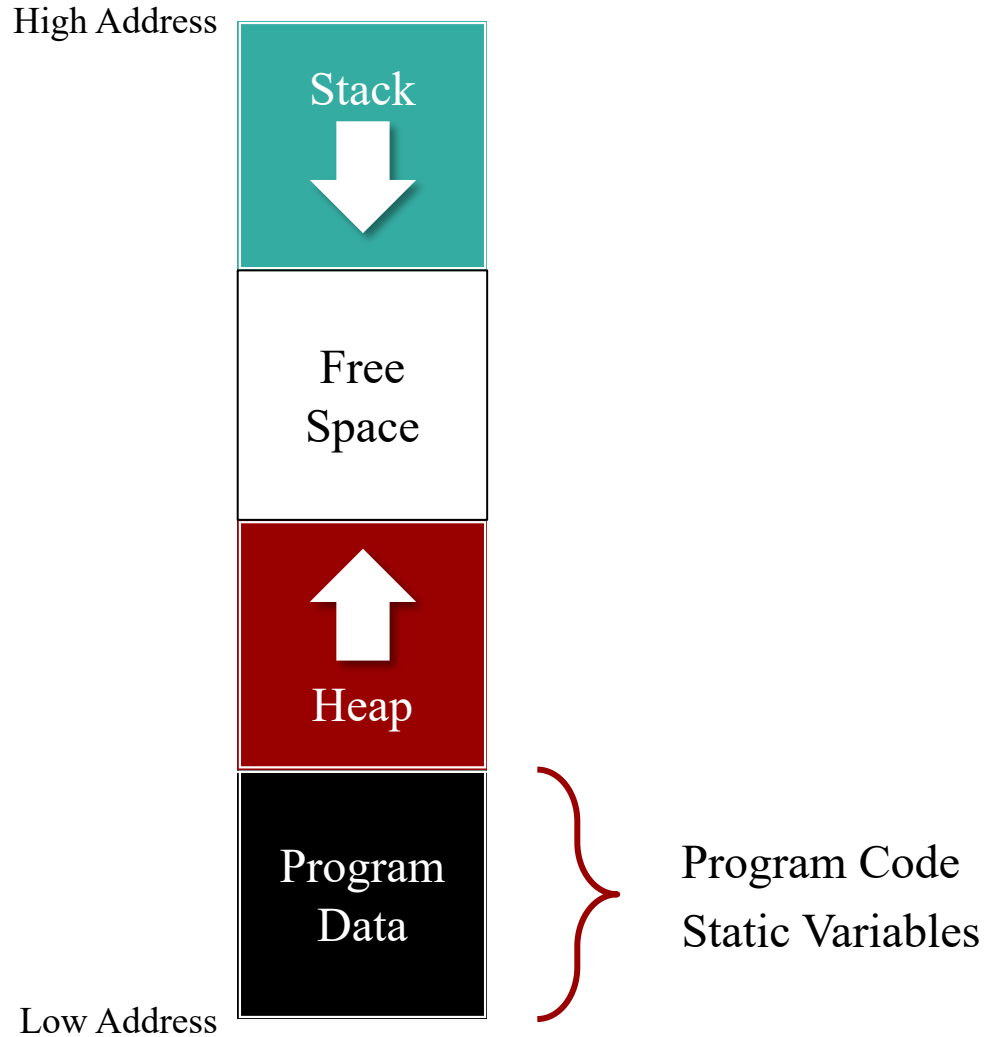 High Address
Stack
Free
Space
Heap
Program
Data
Program Code
Static Variables
Low Address